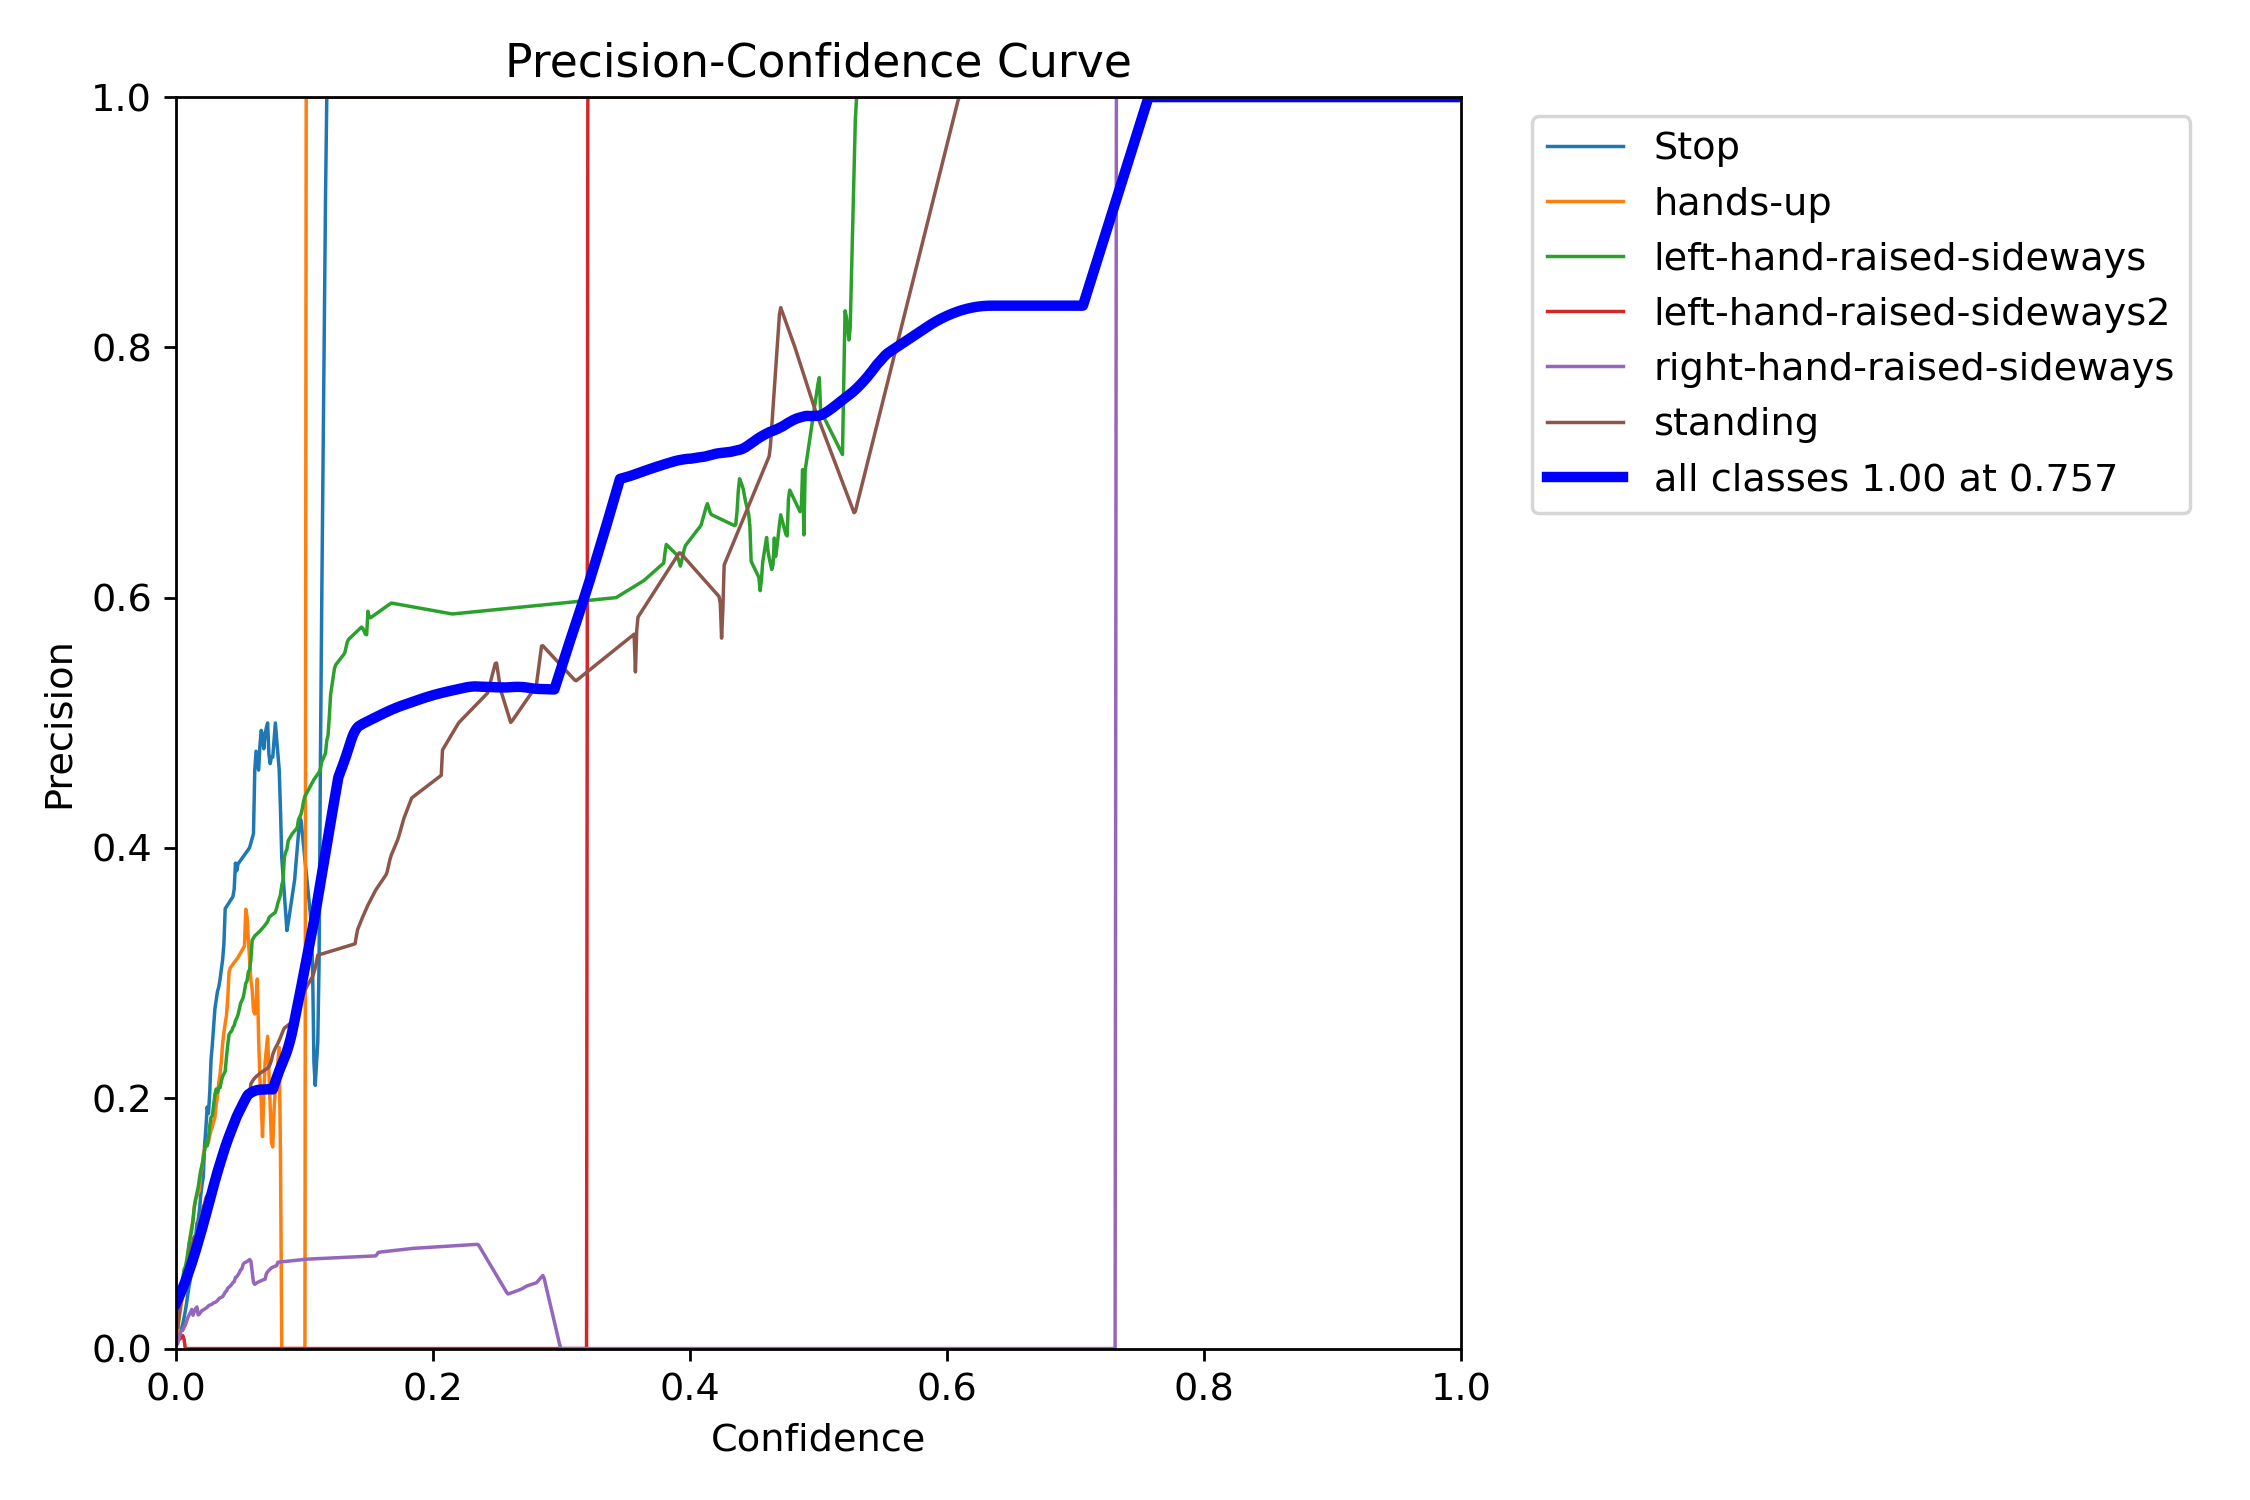 Precision-Confidence Curve
1.0
0.8
0.6
0.4
0.2
0.0
Precision
0.0 0.2 0.4 0.6 0.8 1.0
Confidence
Stop
hands-up
left-hand-raised-sideways
left-hand-raised-sideways2
right-hand-raised-sideways
standing
all classes 1.00 at 0.757